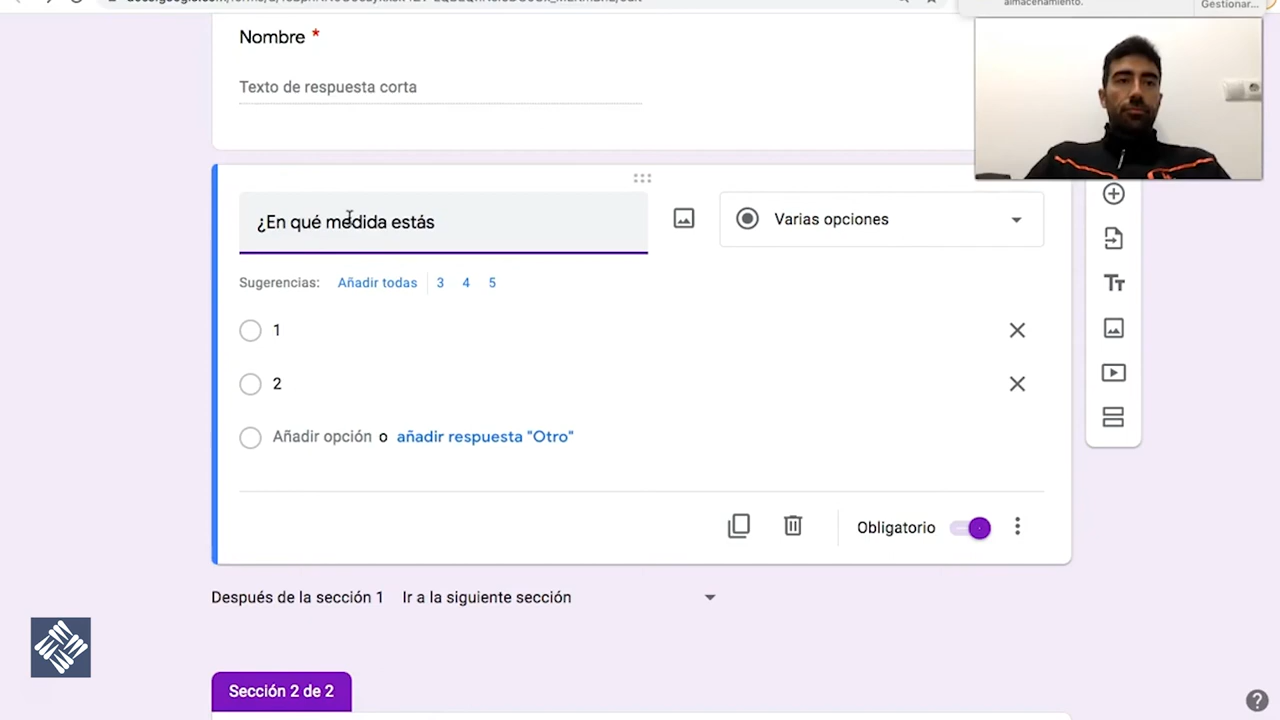 almacenamiento.
Gestionar...
Nombre *
Texto de respuesta corta
¿En qué medida estás
Varias opciones
Sugerencias: Añadir todas 3 4 5
1
2
Añadir opción o añadir respuesta "Otro"
Obligatorio
Después de la sección 1 Ir a la siguiente sección
Sección 2 de 2